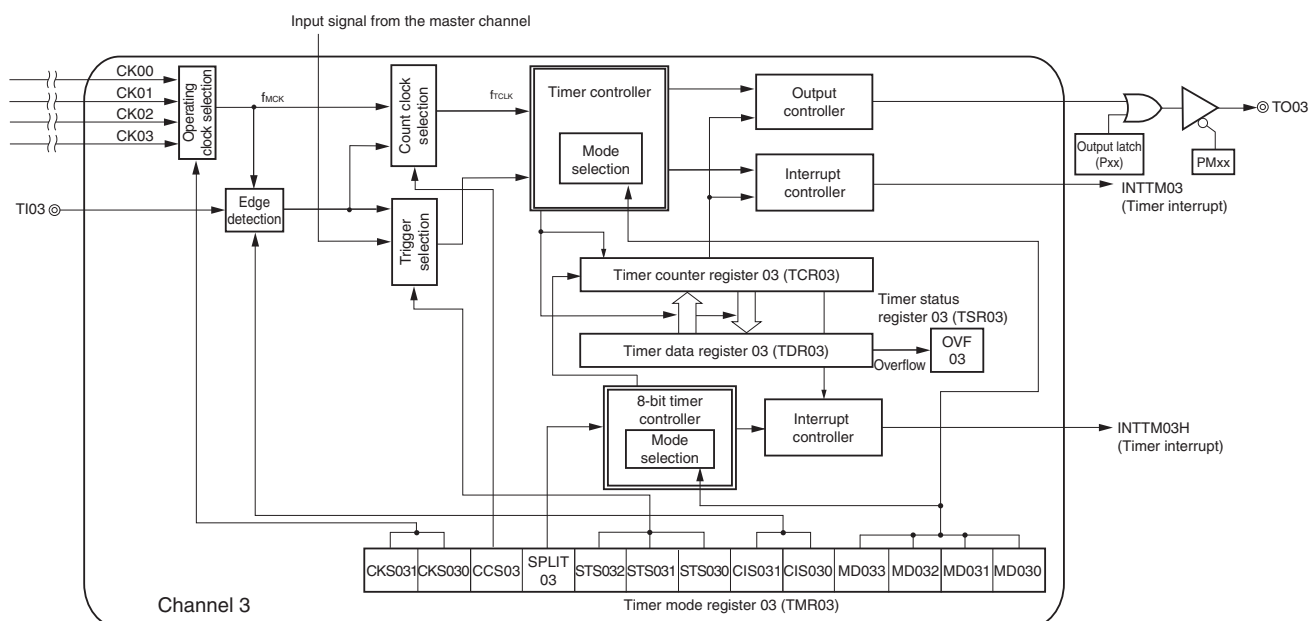 Input signal from the master channel
CK00
CK01
CK02
CK03
Operating
clock selection
fMCK
Count clock
selection
fTCLK
Timer controller
Mode
selection
Output
controller
Output latch
(Pxx)
PMxx
TO03
TI03
Edge
detection
Trigger
selection
Interrupt
controller
INTTM03
(Timer interrupt)
Timer counter register 03 (TCR03)
Timer status
register 03 (TSR03)
Timer data register 03 (TDR03)
Overflow
OVF
03
8-bit timer
controller
Mode
selection
Interrupt
controller
INTTM03H
(Timer interrupt)
CKS031
CKS030
CCS03
SPLIT
03
STS032
STS031
STS030
CIS031
CIS030
MD033
MD032
MD031
MD030
Channel 3
Timer mode register 03 (TMR03)